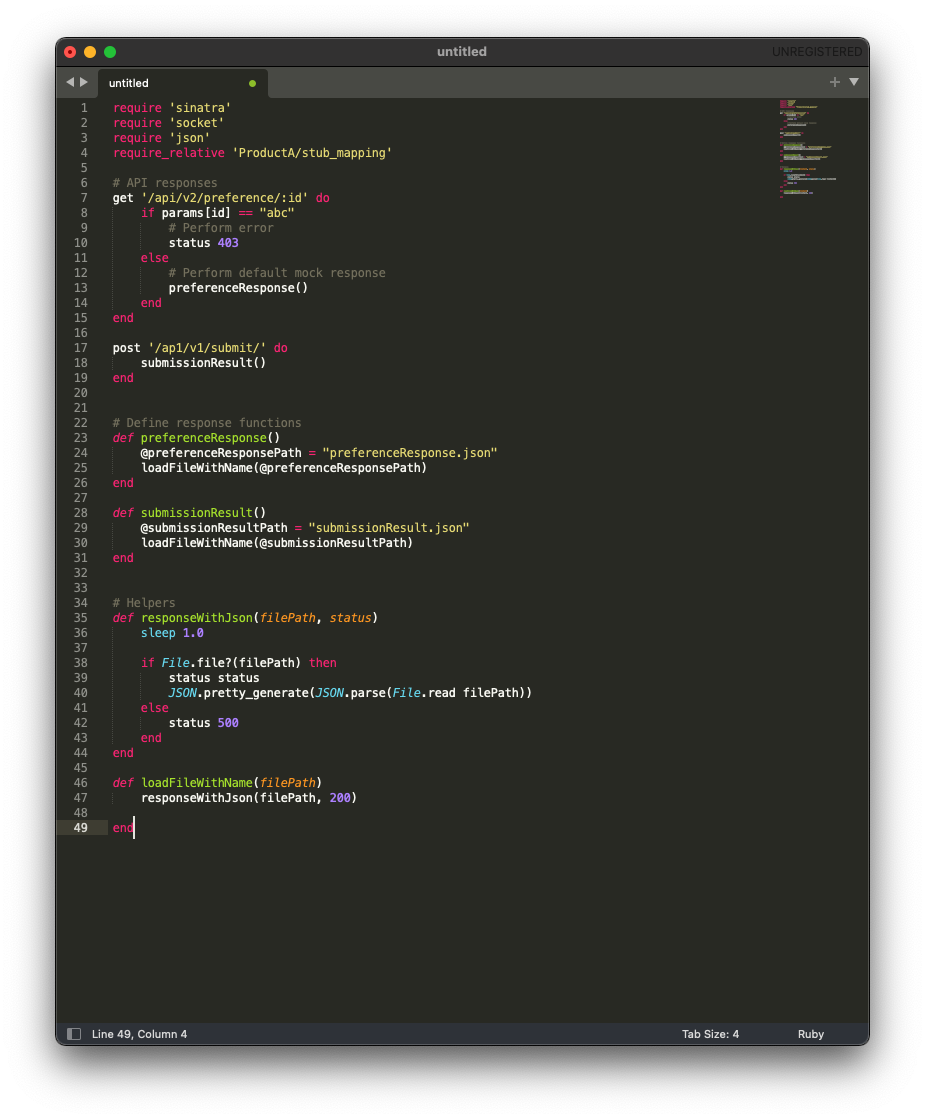 untitled
UNREGISTERED
untitled
1 require 'sinatra'
2 require 'socket'
3 require 'json'
4 require_relative 'ProductA/stub_mapping'
5
6 # API responses
7 get '/api/v2/preference/:id' do
8     if params[id] == "abc"
9         # Perform error
10         status 403
11     else
12         # Perform default mock response
13         preferenceResponse()
14     end
15 end
16
17 post '/ap1/v1/submit/' do
18     submissionResult()
19 end
20
21
22 # Define response functions
23 def preferenceResponse()
24     @preferenceResponsePath = "preferenceResponse.json"
25     loadFileWithName(@preferenceResponsePath)
26 end
27
28 def submissionResult()
29     @submissionResultPath = "submissionResult.json"
30     loadFileWithName(@submissionResultPath)
31 end
32
33
34 # Helpers
35 def responseWithJson(filePath, status)
36     sleep 1.0
37
38     if File.file?(filePath) then
39         status status
40         JSON.pretty_generate(JSON.parse(File.read filePath))
41     else
42         status 500
43     end
44 end
45
46 def loadFileWithName(filePath)
47     responseWithJson(filePath, 200)
48
49 end
Line 49, Column 4
Tab Size: 4
Ruby